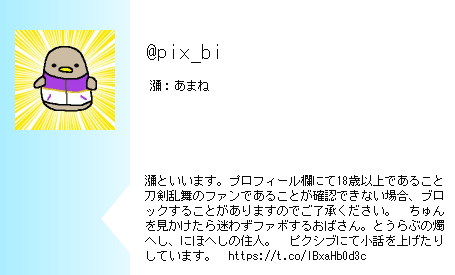 @pix_bi
瀰：あまね
瀰といいます。プロフィール欄にて18歳以上であること
刀剣乱舞のファンであることが確認できない場合、ブロ
ックすることがありますのでご了承ください。　ちゅん
を見かけたら迷わずファボするおばさん。とうらぶの燭
へし、にほへしの住人。　ピクシブにて小話を上げたり
しています。　https://t.co/lBxaHb0d3c